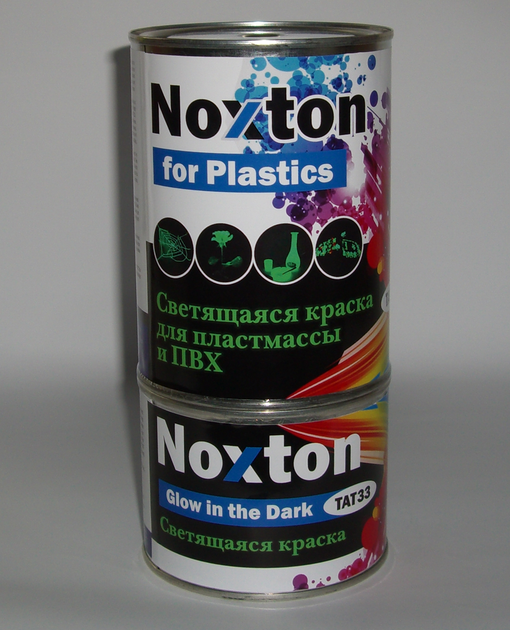 Noxton
for Plastics
Светящаяся краска
для пластмассы
и ПВХ
Noxton
Glow in the Dark TAT33
Светящаяся краска